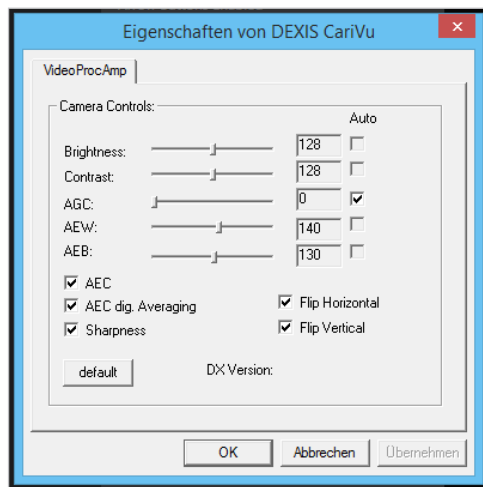 Eigenschaften von DEXIS CariVu
VideoProcAmp
Camera Controls:
Auto
Brightness: 128
Contrast: 128
AGC: 0
AEW: 140
AEB: 130
AEC
AEC dig. Averaging
Flip Horizontal
Sharpness
Flip Vertical
default
DX Version:
OK
Abbrechen
Übernehmen